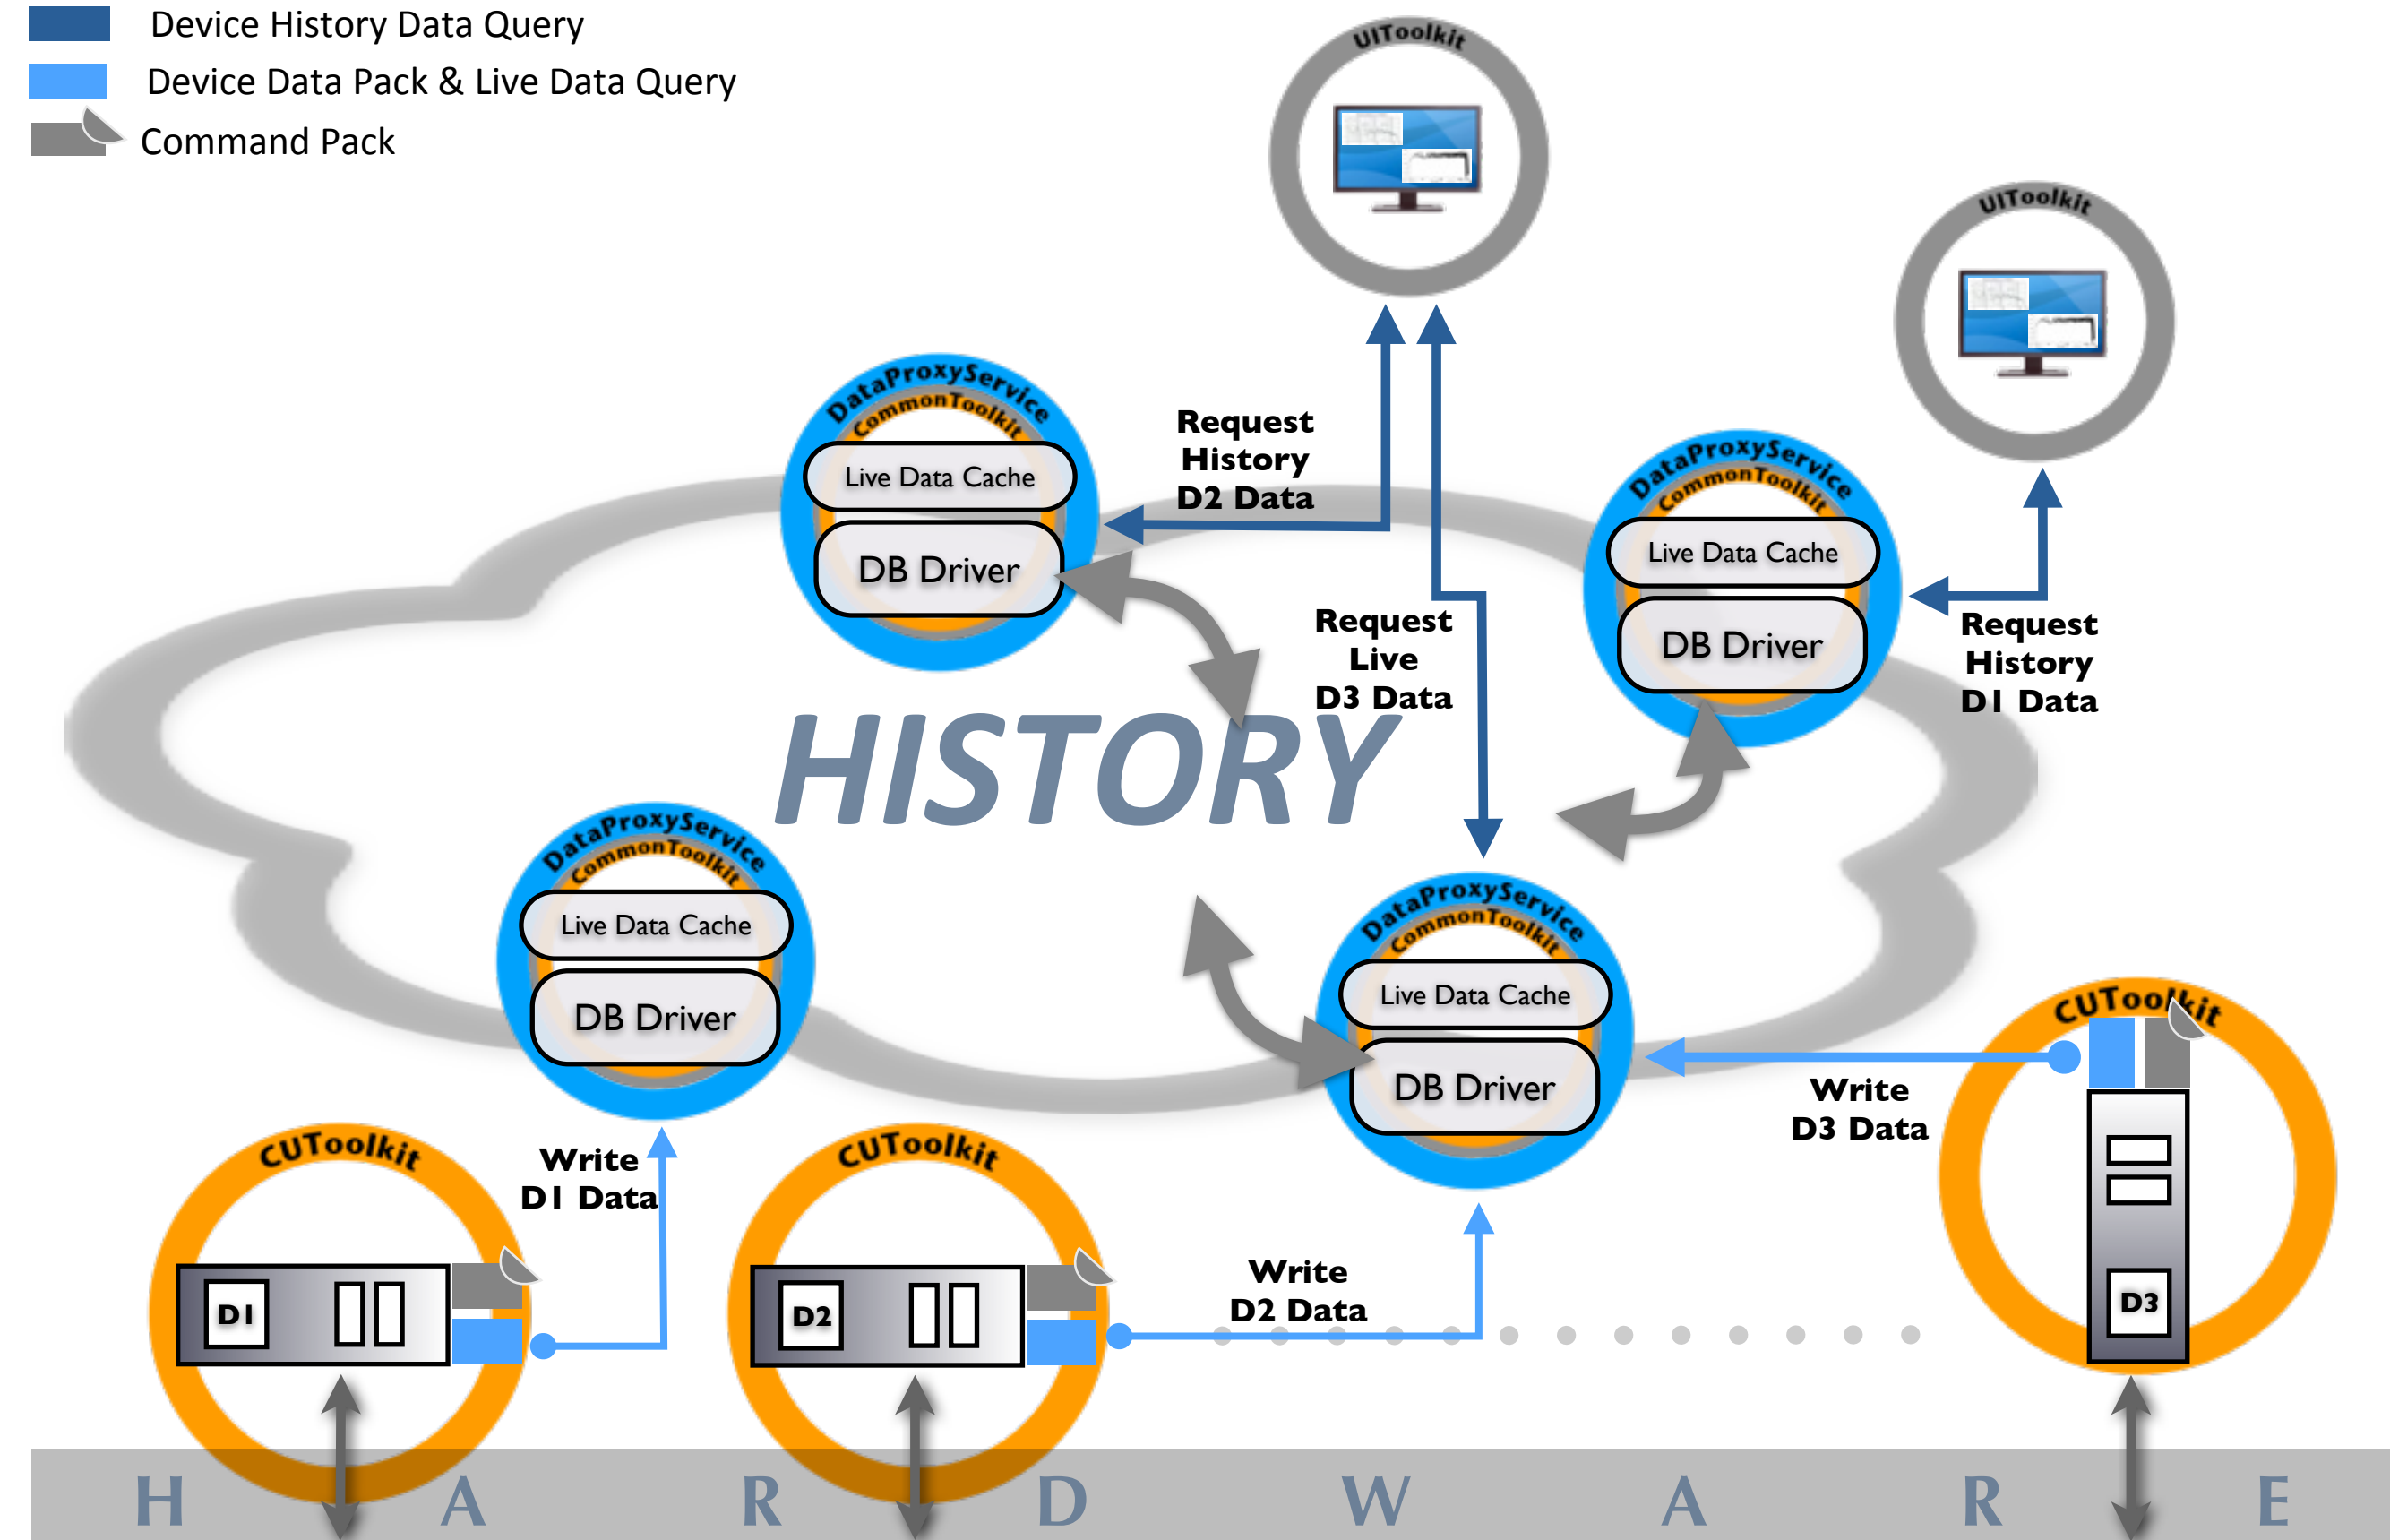 Device History Data Query
Device Data Pack & Live Data Query
Command Pack
UIToolkit
UIToolkit
DataProxyService
CommonToolkit
Live Data Cache
DB Driver
Request
History
D2 Data
DataProxyService
CommonToolkit
Live Data Cache
DB Driver
Request
Live
D3 Data
Request
History
D1 Data
HISTORY
DataProxyService
CommonToolkit
Live Data Cache
DB Driver
DataProxyService
CommonToolkit
Live Data Cache
DB Driver
CUToolkit
Write
D3 Data
D3
CUToolkit
Write
D1 Data
D1
CUToolkit
D2
Write
D2 Data
H A R D W A R E